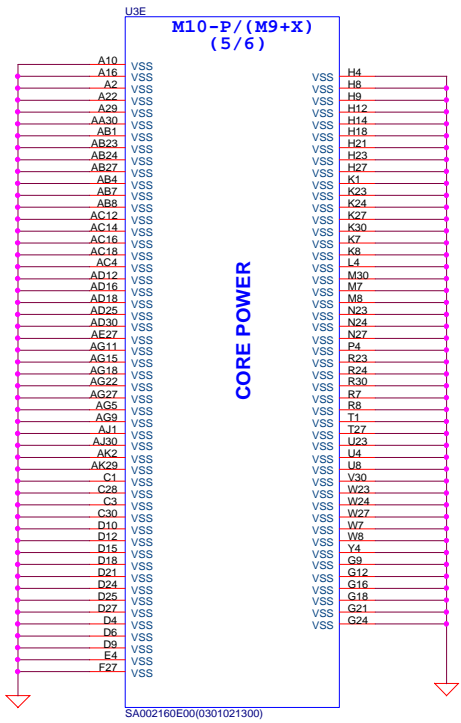 U3E
M10-P/(M9+X)
(5/6)
A10 VSS
A16 VSS
A2 VSS
A22 VSS
A29 VSS
AA30 VSS
AB1 VSS
AB23 VSS
AB24 VSS
AB27 VSS
AB4 VSS
AB7 VSS
AB8 VSS
AC12 VSS
AC14 VSS
AC16 VSS
AC18 VSS
AC4 VSS
AD12 VSS
AD16 VSS
AD18 VSS
AD25 VSS
AD30 VSS
AE27 VSS
AG11 VSS
AG15 VSS
AG18 VSS
AG22 VSS
AG27 VSS
AG5 VSS
AG9 VSS
AJ1 VSS
AJ30 VSS
AK2 VSS
AK29 VSS
C1 VSS
C28 VSS
C3 VSS
C30 VSS
D10 VSS
D12 VSS
D15 VSS
D18 VSS
D21 VSS
D24 VSS
D25 VSS
D27 VSS
D4 VSS
D6 VSS
D9 VSS
E4 VSS
F27 VSS
CORE POWER
VSS H4
VSS H8
VSS H9
VSS H12
VSS H14
VSS H18
VSS H21
VSS H23
VSS H27
VSS K1
VSS K23
VSS K24
VSS K27
VSS K30
VSS K7
VSS K8
VSS L4
VSS M30
VSS M7
VSS M8
VSS N23
VSS N24
VSS N27
VSS P4
VSS R23
VSS R24
VSS R30
VSS R7
VSS R8
VSS T1
VSS T27
VSS U23
VSS U4
VSS U8
VSS V30
VSS W23
VSS W24
VSS W27
VSS W7
VSS W8
VSS Y4
VSS G9
VSS G12
VSS G16
VSS G18
VSS G21
VSS G24
SA002160E00(0301021300)